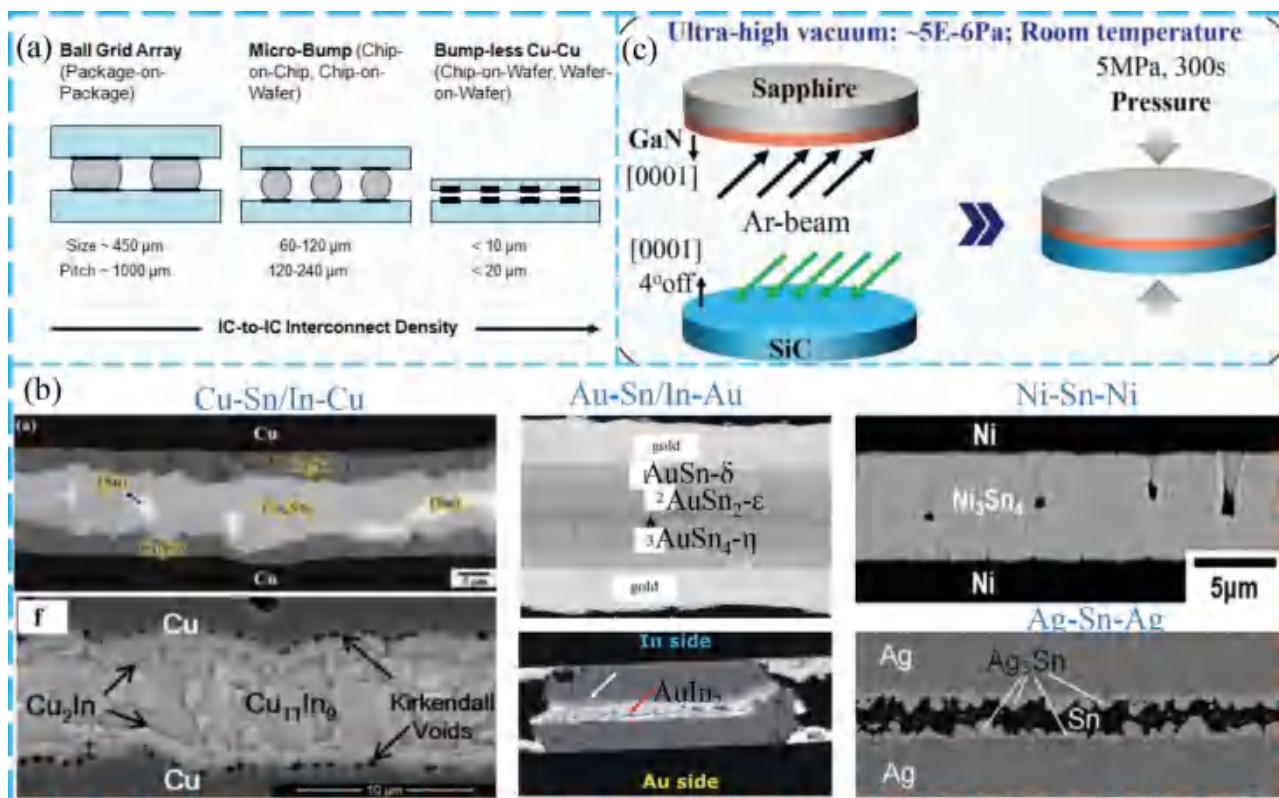 (a)
Ball Grid Array
(Package-on-
Package)
Micro-Bump (Chip-
on-Chip, Chip-on-
Wafer)
Bump-less Cu-Cu
(Chip-on-Wafer, Wafer-
on-Wafer)
Size ~ 450 µm
60-120 µm
< 10 µm
Pitch ~ 1000 µm
120-240 µm
< 20 µm
IC-to-IC Interconnect Density
(c)
Ultra-high vacuum: ~5E-6Pa; Room temperature
Sapphire
GaN
[0001]
Ar-beam
[0001]
4°off
SiC
5MPa, 300s
Pressure
(b)
Cu-Sn/In-Cu
(a)
Cu
Cu
f
Cu
Cu₂In
Cu₁₁In₉
Kirkendall
Voids
Cu
10 µm
Au-Sn/In-Au
gold
1
AuSn-δ
2
AuSn₂-ε
3
AuSn₄-η
gold
In side
Au side
Ni-Sn-Ni
Ni
Ni₃Sn₄
Ni
5µm
Ag-Sn-Ag
Ag
Ag₃Sn
Sn
Ag